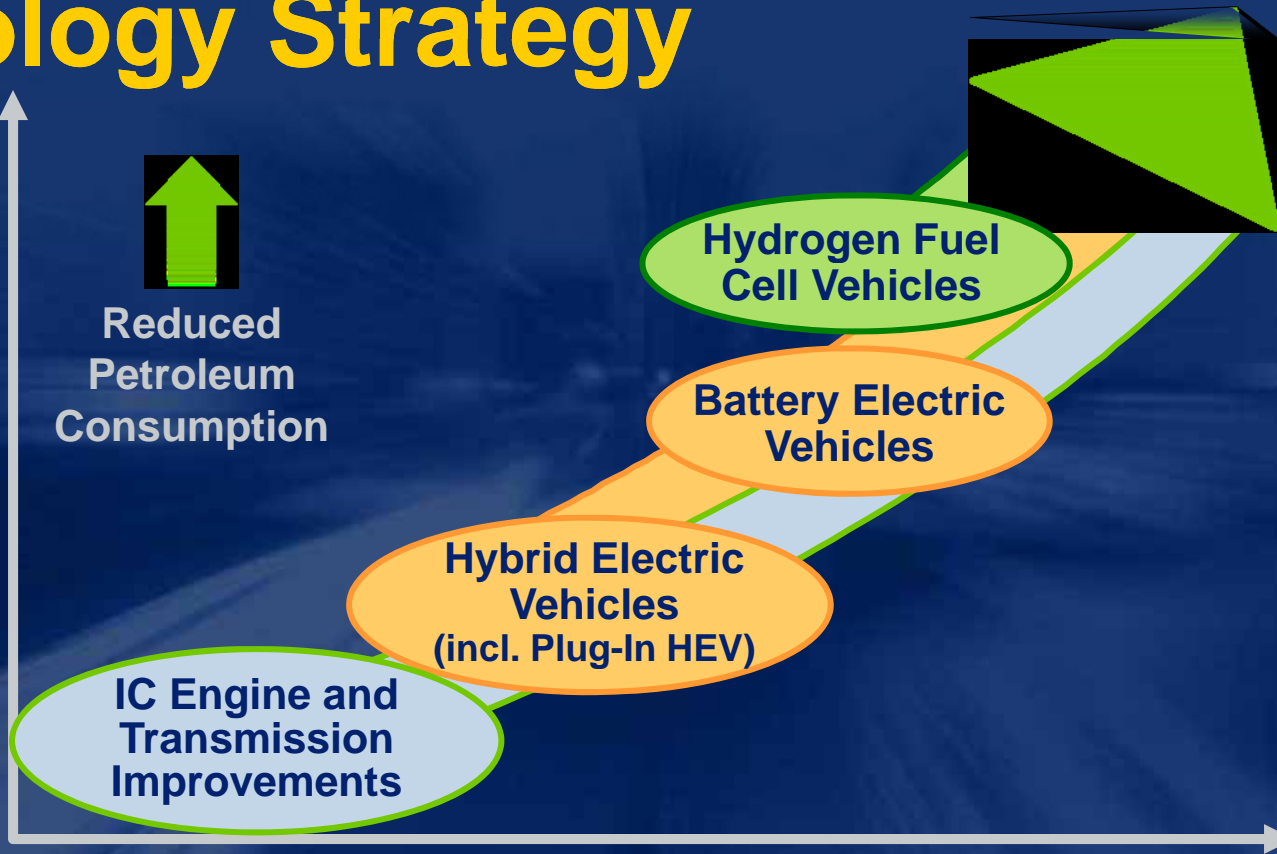 ology Strategy
Reduced
Petroleum
Consumption
Hydrogen Fuel
Cell Vehicles
Battery Electric
Vehicles
Hybrid Electric
Vehicles
(incl. Plug-In HEV)
IC Engine and
Transmission
Improvements